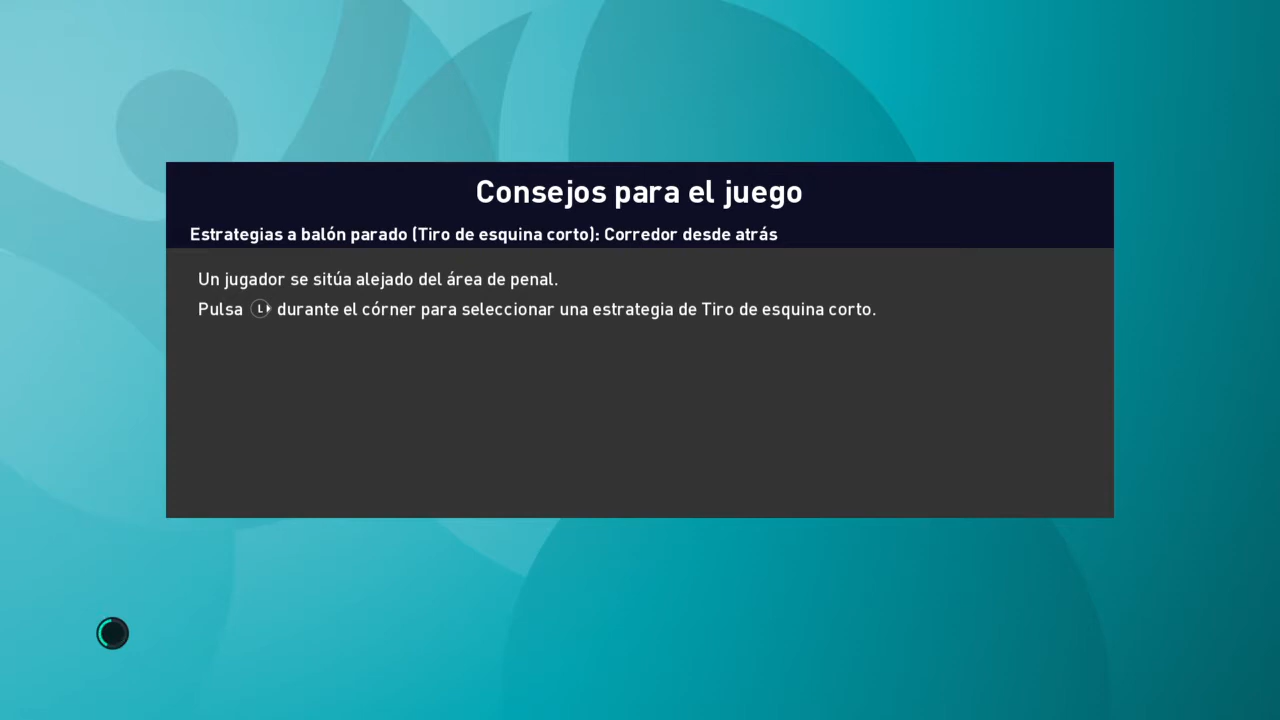 Consejos para el juego
Estrategias a balón parado (Tiro de esquina corto): Corredor desde atrás
Un jugador se sitúa alejado del área de penal.
Pulsa L durante el córner para seleccionar una estrategia de Tiro de esquina corto.